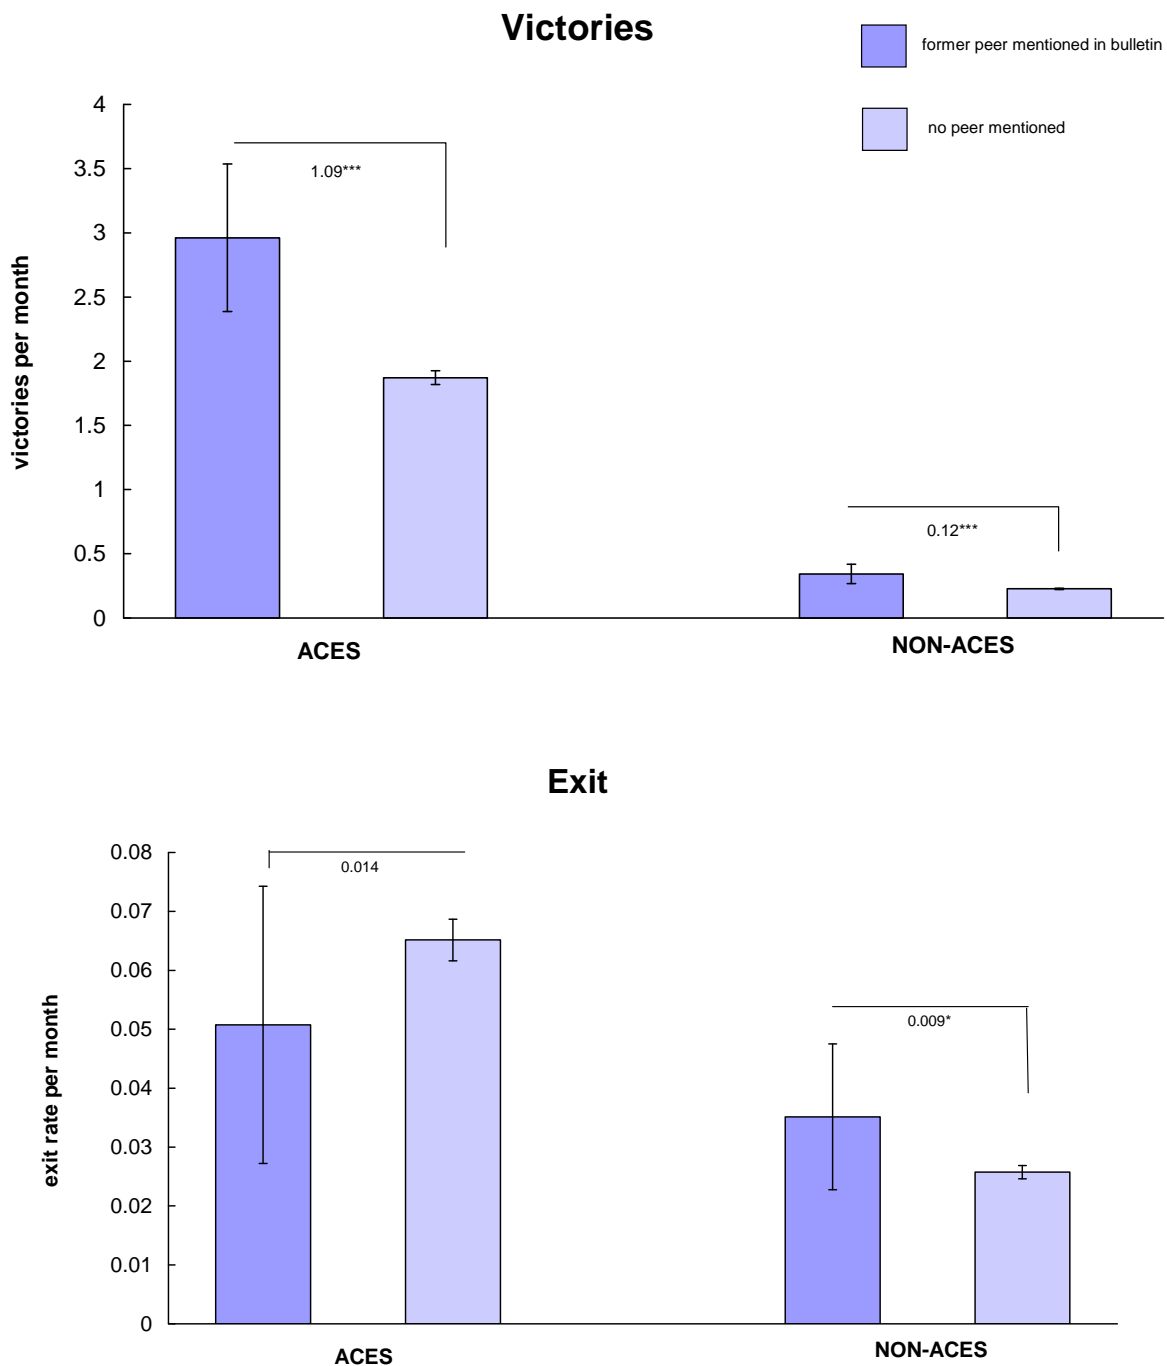 Victories
former peer mentioned in bulletin
no peer mentioned
4
3.5
3
2.5
2
1.5
1
0.5
0
victories per month
1.09***
0.12***
ACES
NON-ACES
Exit
0.08
0.07
0.06
0.05
0.04
0.03
0.02
0.01
0
exit rate per month
0.014
0.009*
ACES
NON-ACES